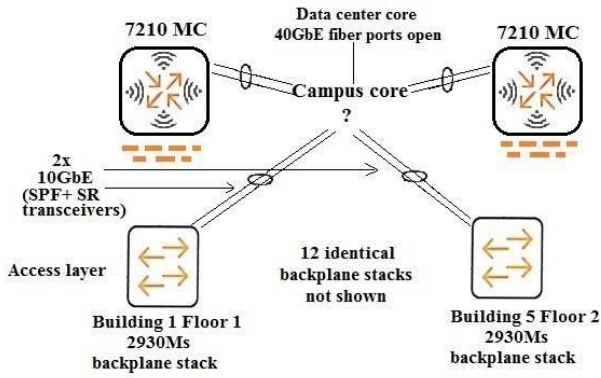 7210 MC
Data center core
40GbE fiber ports open
7210 MC
Campus core
?
2x
10GbE
(SPF+ SR
transceivers)
Access layer
12 identical
backplane stacks
not shown
Building 1 Floor 1
2930Ms
backplane stack
Building 5 Floor 2
2930Ms
backplane stack